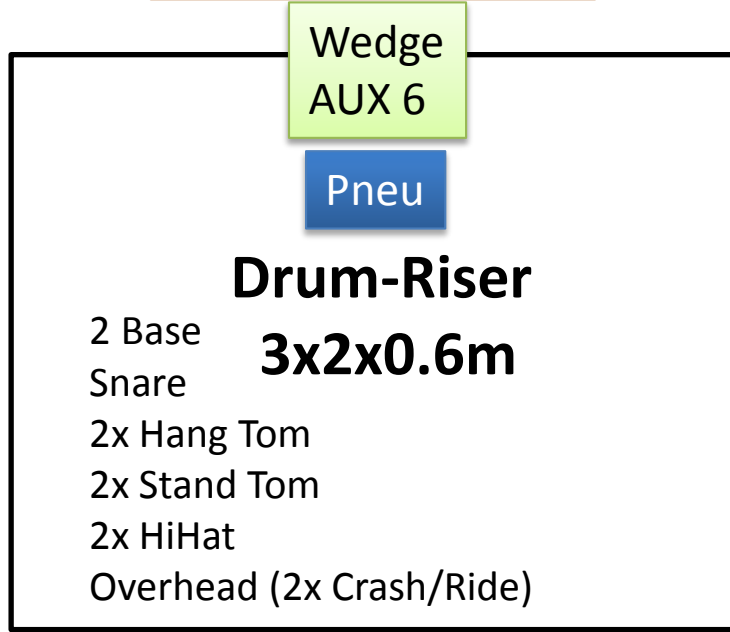 Wedge
AUX 6
Pneu
Drum-Riser
3x2x0.6m
2 Base
Snare
2x Hang Tom
2x Stand Tom
2x HiHat
Overhead (2x Crash/Ride)